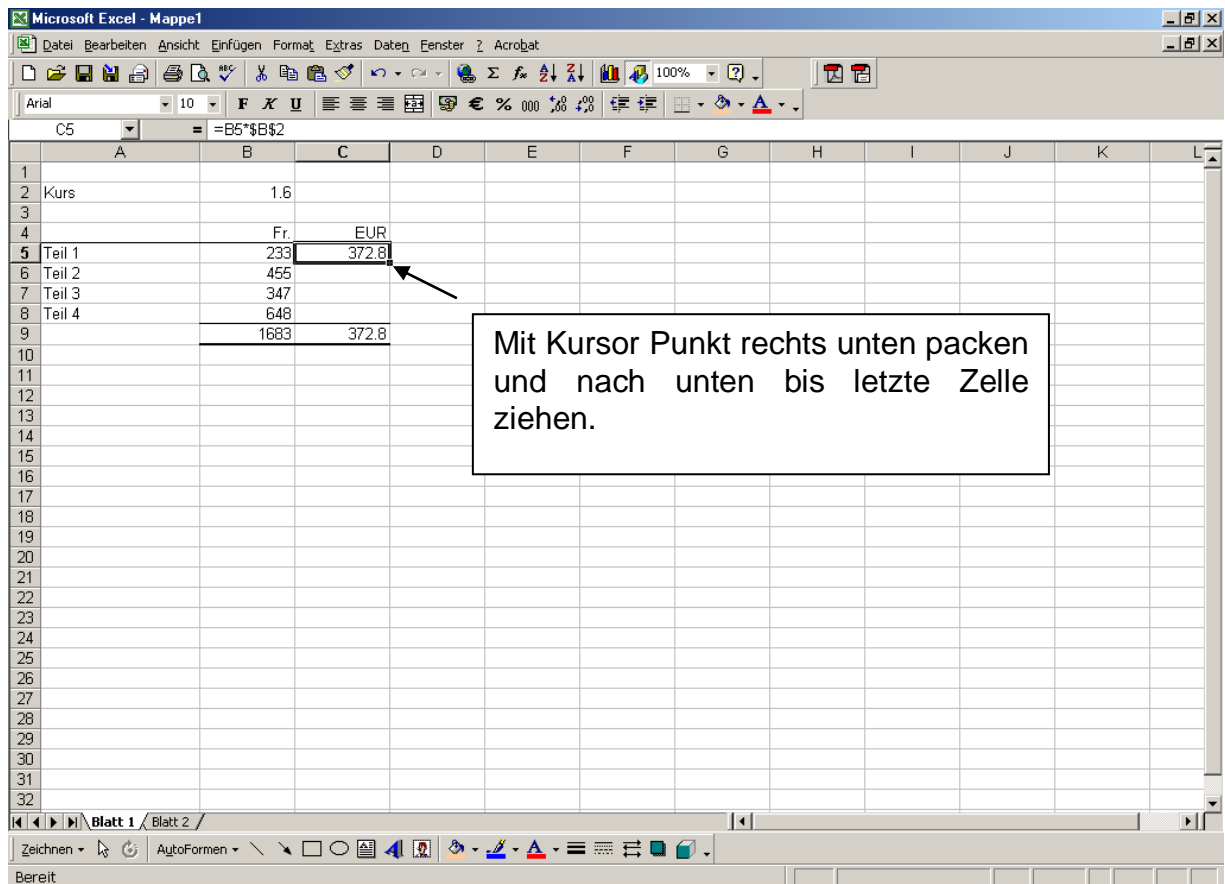 Microsoft Excel - Mappe1
Datei Bearbeiten Ansicht Einfügen Format Extras Daten Fenster ? Acrobat
100%
Arial 10 F K U € % 000
C5 = =B5*$B$2
A B C D E F G H I J K L
1
2 Kurs 1.6
3
4 Fr. EUR
5 Teil 1 233 372.8
6 Teil 2 455
7 Teil 3 347
8 Teil 4 648
9 1683 372.8
10
11
12
13
14
15
16
17
18
19
20
21
22
23
24
25
26
27
28
29
30
31
32
Mit Kursor Punkt rechts unten packen
und nach unten bis letzte Zelle
ziehen.
Blatt 1 Blatt 2
Zeichnen AutoFormen
Bereit